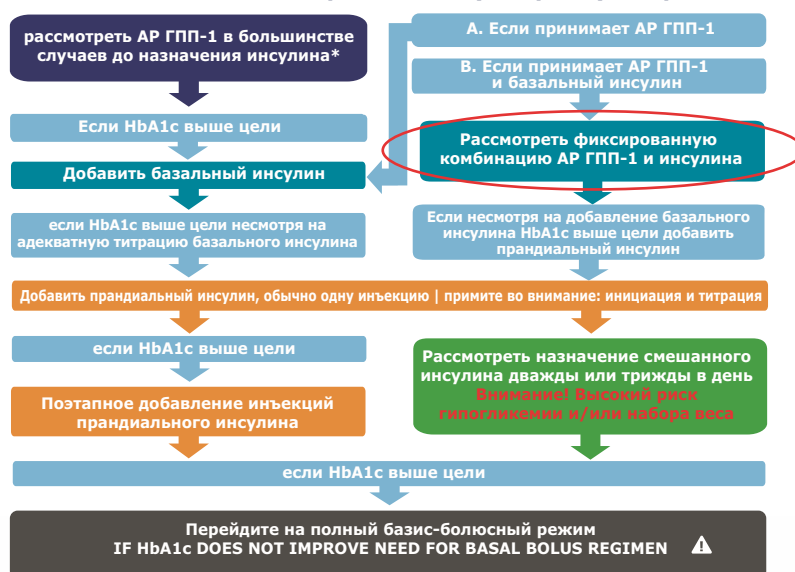 рассмотреть АР ГПП-1 в большинстве
случаев до назначения инсулина*
А. Если принимает АР ГПП-1
В. Если принимает АР ГПП-1
и базальный инсулин
Если HbA1c выше цели
Рассмотреть фиксированную
комбинацию АР ГПП-1 и инсулина
Добавить базальный инсулин
если HbA1c выше цели несмотря на
адекватную титрацию базального инсулина
Если несмотря на добавление базального
инсулина HbA1c выше цели добавить
прандиальный инсулин
Добавить прандиальный инсулин, обычно одну инъекцию | примите во внимание: инициация и титрация
если HbA1c выше цели
Рассмотреть назначение смешанного
инсулина дважды или трижды в день
Внимание! Высокий риск
гипогликемии и/или набора веса
Поэтапное добавление инъекций
прандиального инсулина
если HbA1c выше цели
Перейдите на полный базис-болюсный режим
IF HbA1c DOES NOT IMPROVE NEED FOR BASAL BOLUS REGIMEN